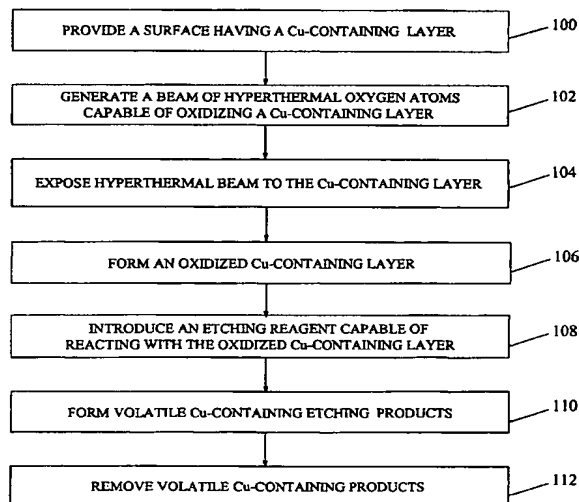 PROVIDE A SURFACE HAVING A Cu-CONTAINING LAYER
100
GENERATE A BEAM OF HYPERTHERMAL OXYGEN ATOMS
CAPABLE OF OXIDIZING A Cu-CONTAINING LAYER
102
EXPOSE HYPERTHERMAL BEAM TO THE Cu-CONTAINING LAYER
104
FORM AN OXIDIZED Cu-CONTAINING LAYER
106
INTRODUCE AN ETCHING REAGENT CAPABLE OF
REACTING WITH THE OXIDIZED Cu-CONTAINING LAYER
108
FORM VOLATILE Cu-CONTAINING ETCHING PRODUCTS
110
REMOVE VOLATILE Cu-CONTAINING PRODUCTS
112